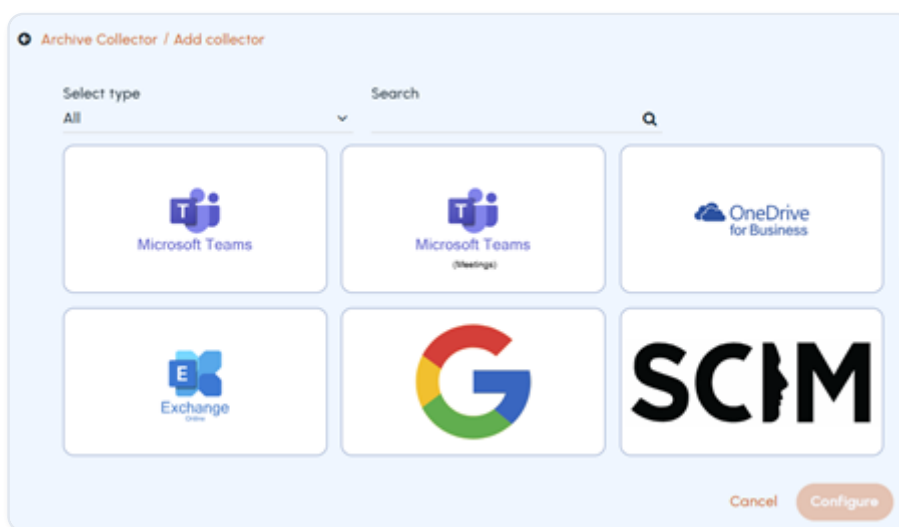 Archive Collector / Add collector
Select type
Search
All
Microsoft Teams
Microsoft Teams
(Meetings)
OneDrive
for Business
Exchange
Online
SCIM
Cancel
Configure